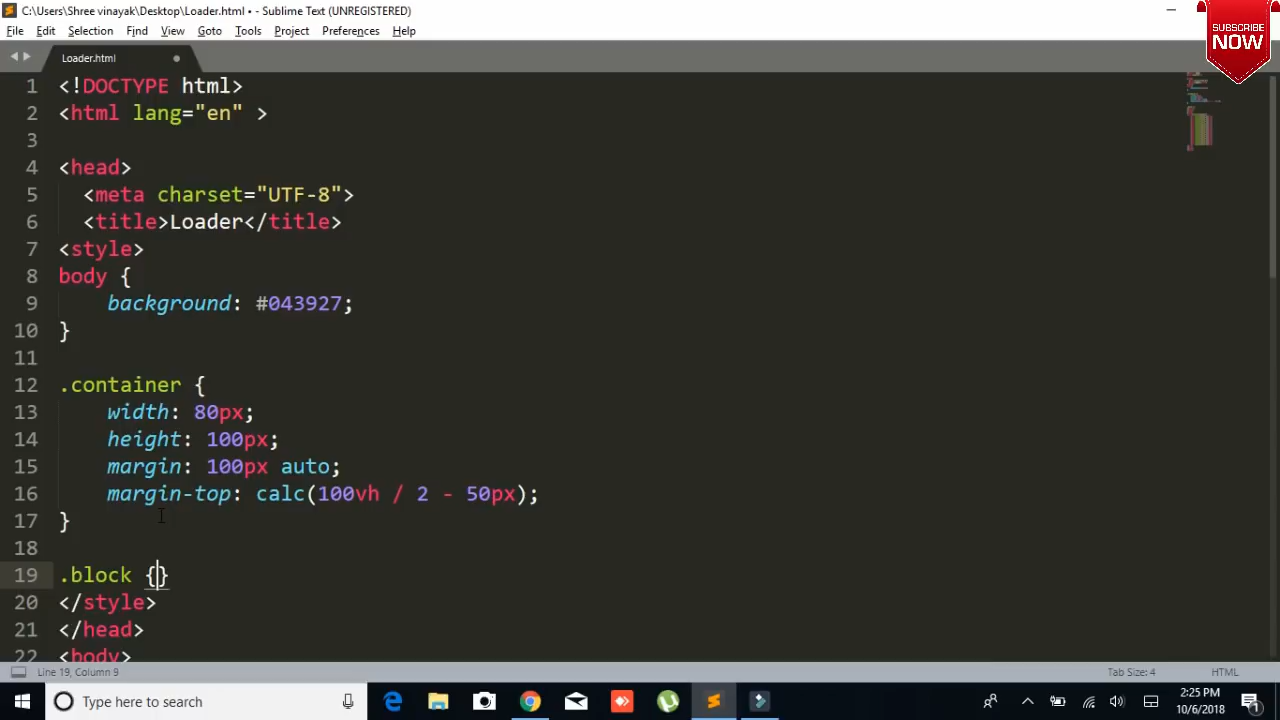 C:\Users\Shree vinayak\Desktop\Loader.html • - Sublime Text (UNREGISTERED)
SUBSCRIBE
NOW
File Edit Selection Find View Goto Tools Project Preferences Help
Loader.html
1 <!DOCTYPE html>
2 <html lang="en" >
3
4 <head>
5 <meta charset="UTF-8">
6 <title>Loader</title>
7 <style>
8 body {
9 background: #043927;
10 }
11
12 .container {
13 width: 80px;
14 height: 100px;
15 margin: 100px auto;
16 margin-top: calc(100vh / 2 - 50px);
17 }
18
19 .block {}
20 </style>
21 </head>
22 <body>
Line 19, Column 9 Tab Size: 4 HTML
Type here to search
2:25 PM
10/6/2018
1